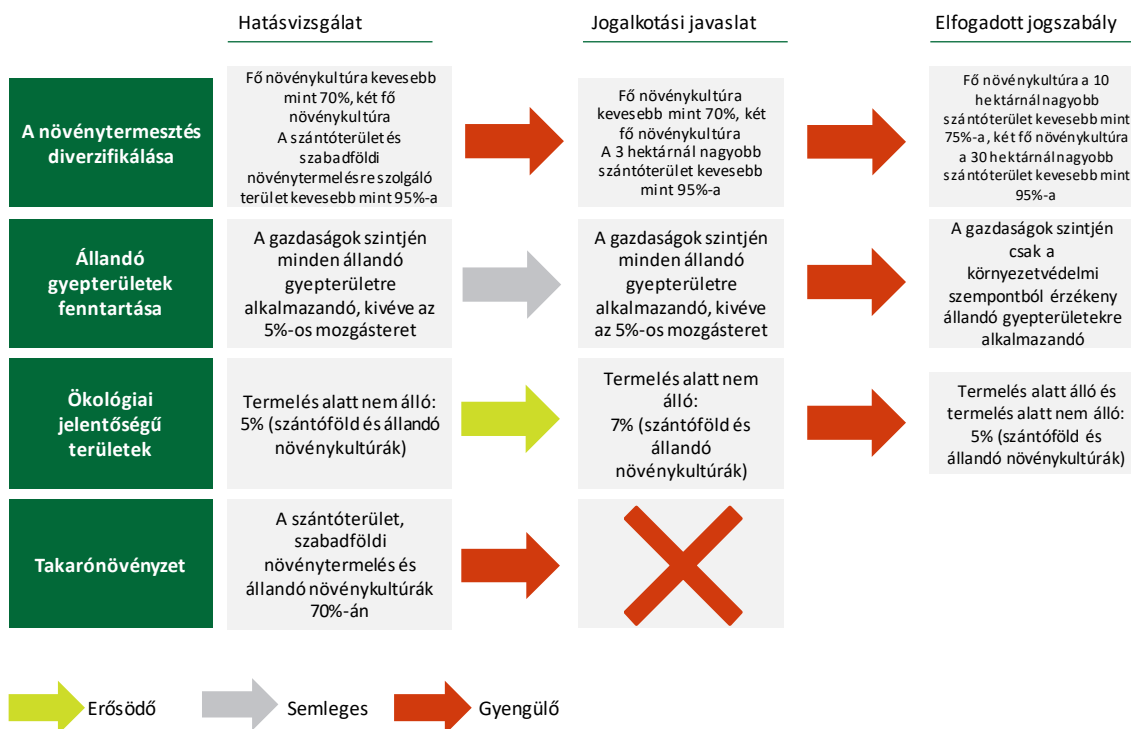 Hatásvizsgálat
Jogalkotási javaslat
Elfogadott jogszabály
A növénytermesztés
diverzifikálása
Fő növénykultúra kevesebb
mint 70%, két fő
növénykultúra
A szántóterület és
szabadföldi
növénytermelésre szolgáló
terület kevesebb mint 95%-a
Fő növénykultúra
kevesebb mint 70%, két
fő növénykultúra
A 3 hektárnál nagyobb
szántóterület kevesebb
mint 95%-a
Fő növénykultúra a 10
hektárnál nagyobb
szántóterület kevesebb mint
75%-a, két fő növénykultúra
a 30 hektárnál nagyobb
szántóterület kevesebb mint
95%-a
Állandó
gyepterületek
fenntartása
A gazdaságok szintjén
minden állandó
gyepterületre
alkalmazandó, kivéve az
5%-os mozgásteret
A gazdaságok szintjén
minden állandó
gyepterületre
alkalmazandó, kivéve
az 5%-os mozgásteret
A gazdaságok szintjén
csak a
környezetvédelmi
szempontból érzékeny
állandó gyepterületekre
alkalmazandó
Ökológiai
jelentőségű
területek
Termelés alatt nem álló:
5% (szántóföld és állandó
növénykultúrák)
Termelés alatt nem
álló:
7% (szántóföld és
állandó
növénykultúrák)
Termelés alatt álló és
termelés alatt nem álló:
5% (szántóföld és
állandó növénykultúrák)
Takarónövényzet
A szántóterület,
szabadföldi
növénytermelés és
állandó növénykultúrák
70%-án
Erősödő
Semleges
Gyengülő